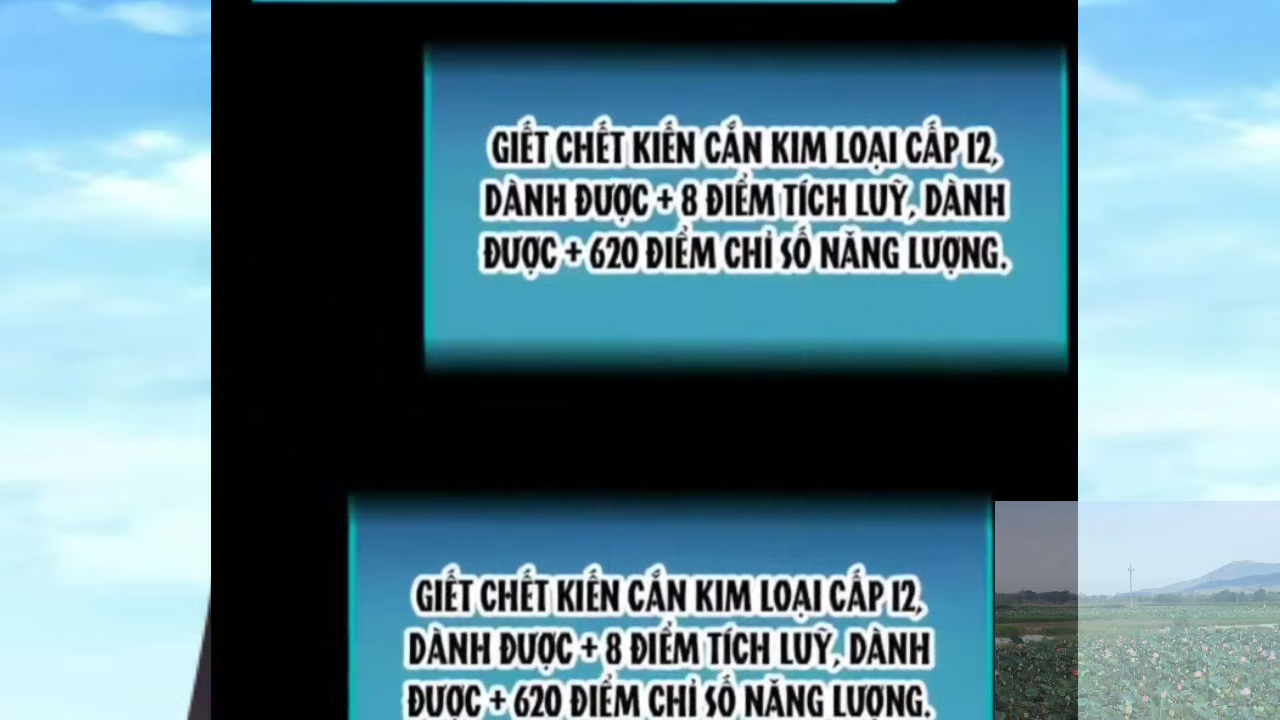 GIẾT CHẾT KIẾN CẮN KIM LOẠI CẤP 12,
DÀNH ĐƯỢC + 8 ĐIỂM TÍCH LUỸ, DÀNH
ĐƯỢC + 620 ĐIỂM CHỈ SỐ NĂNG LƯỢNG.
GIẾT CHẾT KIẾN CẮN KIM LOẠI CẤP 12,
DÀNH ĐƯỢC + 8 ĐIỂM TÍCH LUỸ, DÀNH
ĐƯỢC + 620 ĐIỂM CHỈ SỐ NĂNG LƯỢNG.